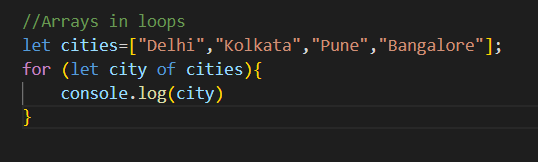 //Arrays in loops
let cities=["Delhi","Kolkata","Pune","Bangalore"];
for (let city of cities){
    console.log(city)
}